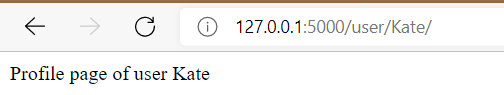 127.0.0.1:5000/user/Kate/
Profile page of user Kate